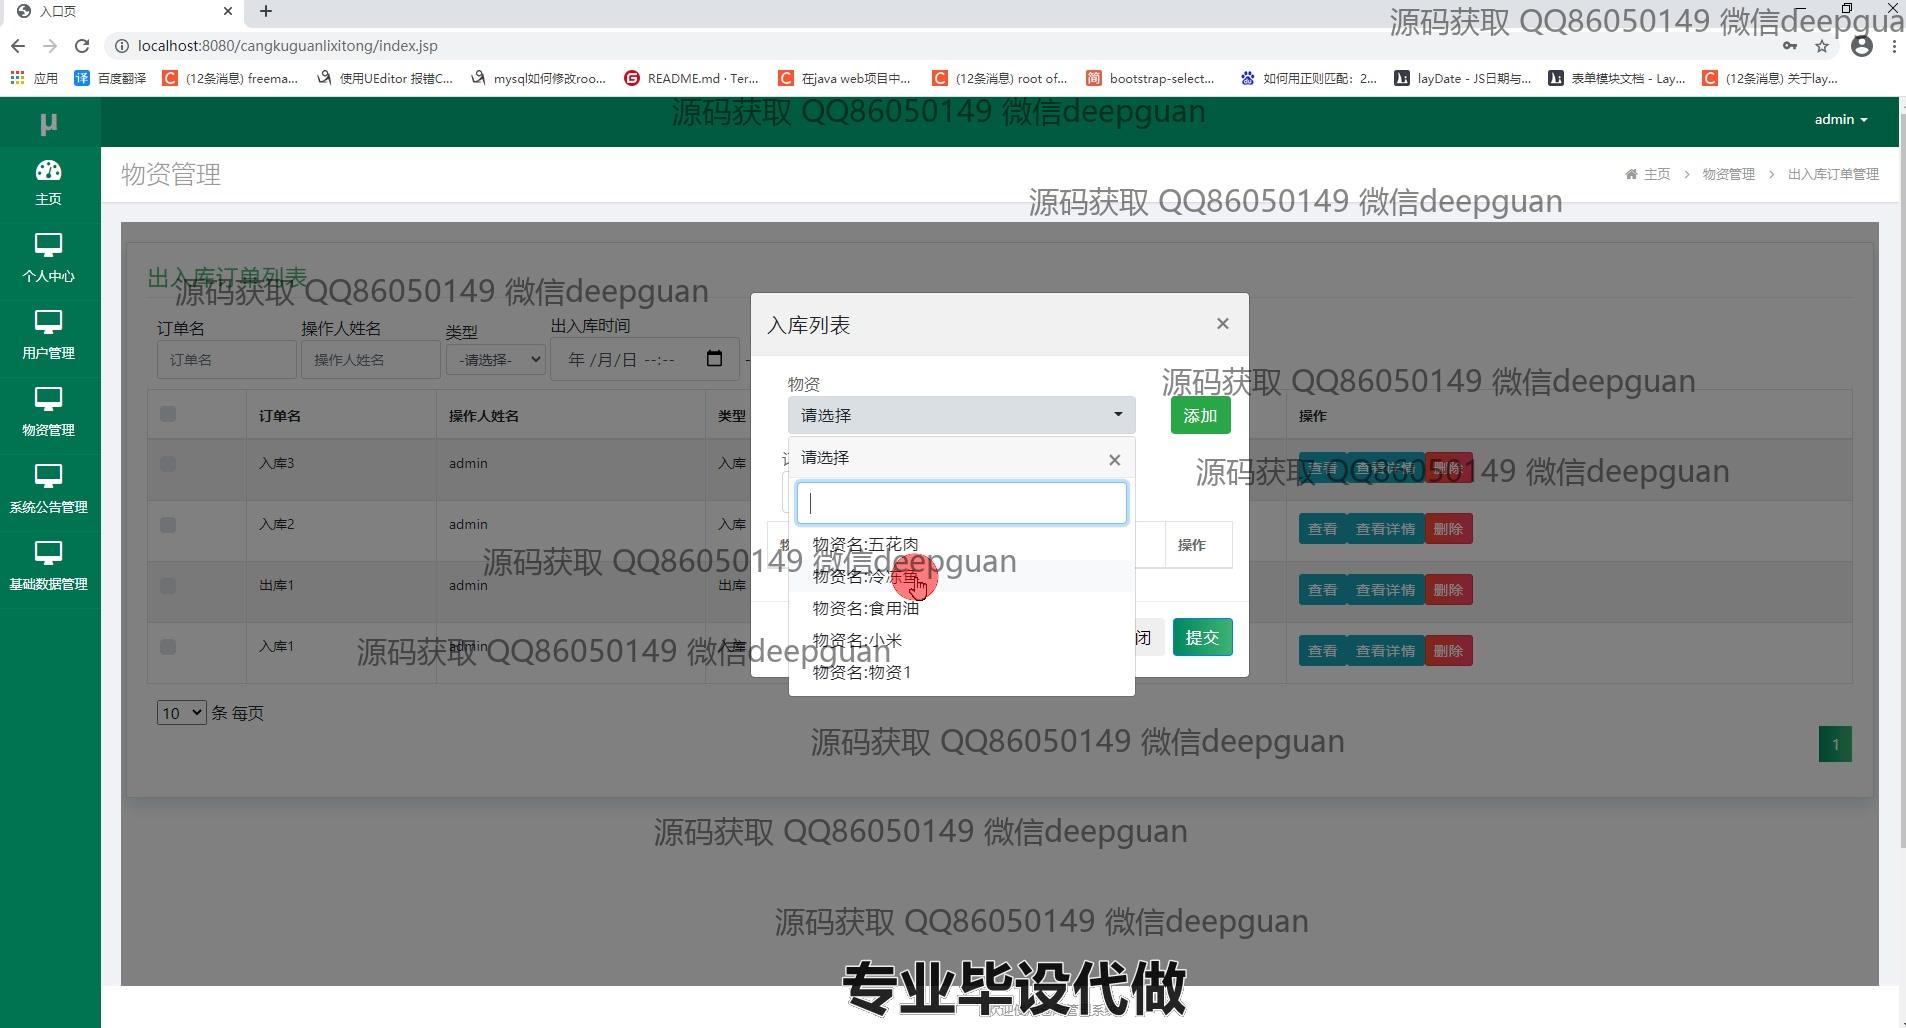 入口页
源码获取 QQ86050149 微信deepgua
localhost:8080/cangkuguanlixitong/index.jsp
应用 百度翻译 (12条消息) freema... 使用UEditor 报错C... mysql如何修改roo... README.md · Ter... 在java web项目中... (12条消息) root of... bootstrap-select... 如何用正则匹配：2... layDate - JS日期与... 表单模块文档 - Lay... (12条消息) 关于lay...
源码获取 QQ86050149 微信deepguan
μ
admin
主页
个人中心
用户管理
物资管理
系统公告管理
基础数据管理
物资管理
主页 > 物资管理 > 出入库订单管理
源码获取 QQ86050149 微信deepguan
出入库订单列表
源码获取 QQ86050149 微信deepguan
订单名 操作人姓名 类型 出入库时间
订单名 操作人姓名 -请选择- 年 /月/日 --:-- -
源码获取 QQ86050149 微信deepguan
订单名 操作人姓名 类型 操作
入库3 admin 入库 查看 查看详情 删除
源码获取 QQ86050149 微信deepguan
入库2 admin 入库 查看 查看详情 删除
源码获取 QQ86050149 微信deepguan
出库1 admin 出库 查看 查看详情 删除
入库1 admin 入库 查看 查看详情 删除
源码获取 QQ86050149 微信deepguan
10 条 每页
1
入库列表 ×
物资
请选择 添加
请选择 ×
物资名:五花肉
物资名:冷冻鱼
物资名:食用油
物资名:小米
物资名:物资1
操作
闭 提交
源码获取 QQ86050149 微信deepguan
源码获取 QQ86050149 微信deepguan
源码获取 QQ86050149 微信deepguan
专业毕设代做